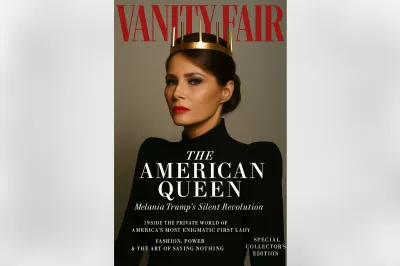 VANITY FAIR
THE
AMERICAN
QUEEN
Melania Trump's Silent Revolution
INSIDE THE PRIVATE WORLD OF
AMERICA'S MOST ENIGMATIC FIRST LADY
FASHION, POWER
& THE ART OF SAYING NOTHING
SPECIAL
COLLECTOR'S
EDITION